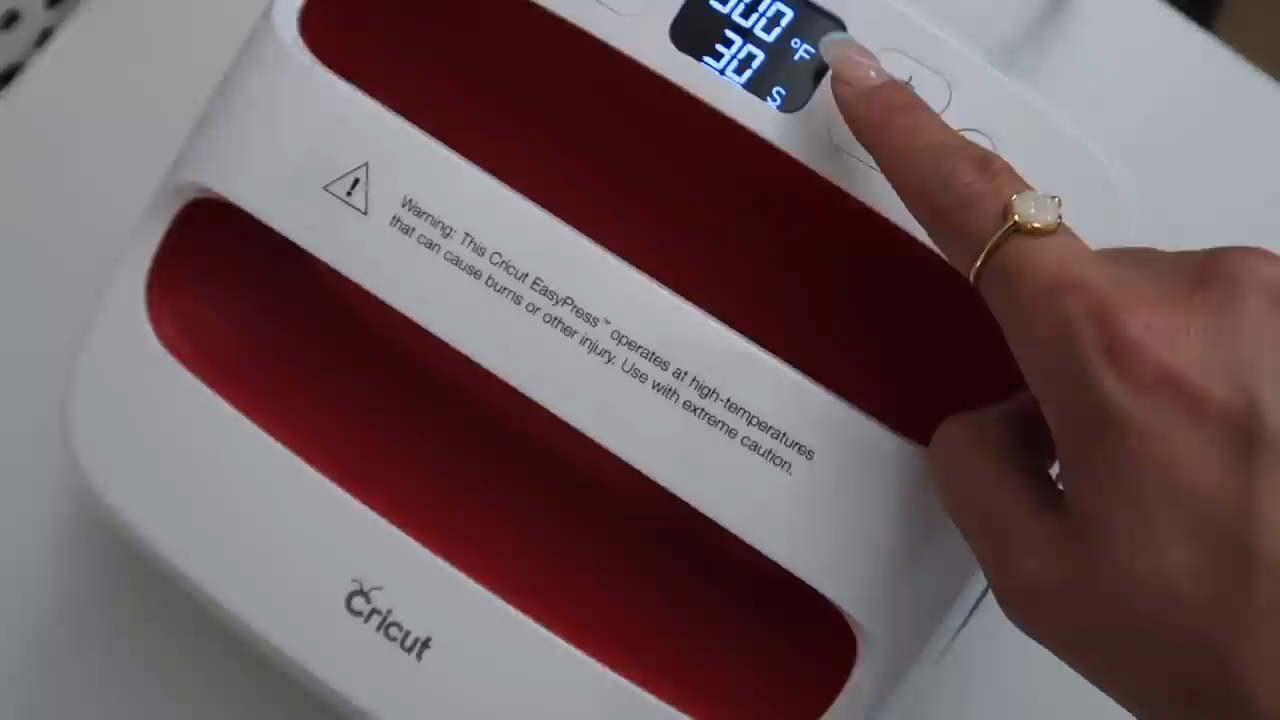 °F
30
S
Warning: This Cricut EasyPress™ operates at high-temperatures
that can cause burns or other injury. Use with extreme caution.
Cricut